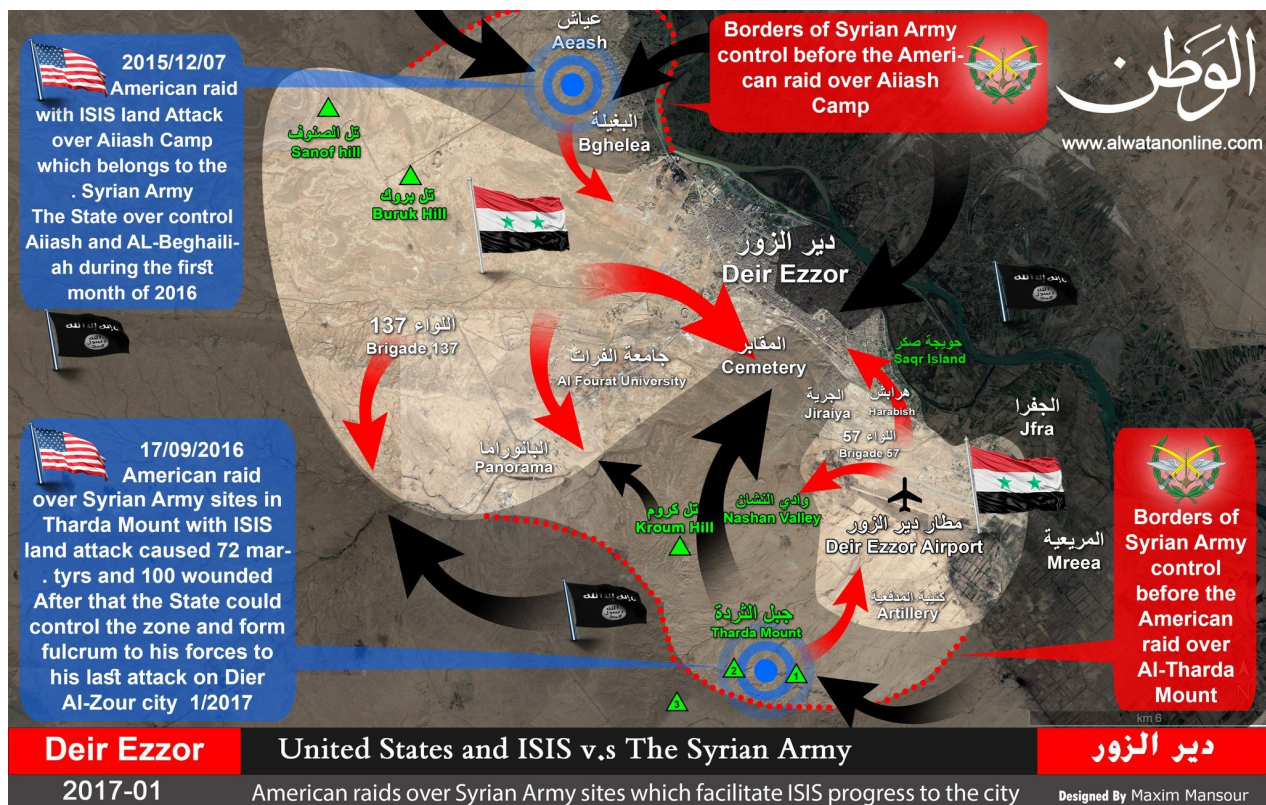 عياش
Aeash
2015/12/07
American raid
with ISIS land Attack
over Aiiash Camp
which belongs to the
. Syrian Army
The State over control
Aiiash and AL-Beghaili-
ah during the first
month of 2016
Borders of Syrian Army
control before the Ameri-
can raid over Aiiash
Camp
الوَطن
www.alwatanonline.com
تل الصنوف
Sanof hill
البغيلة
Bghelea
تل بروك
Buruk Hill
دير الزور
Deir Ezzor
اللواء 137
Brigade 137
جامعة الفرات
Al Fourat University
المقابر
Cemetery
حويجة صكر
Saqr Island
الجرية
Jiraiya
هرابش
Harabish
الجفرا
Jfra
اللواء 57
Brigade 57
الباتوراما
Panorama
وادي النشان
Nashan Valley
تل كروم
Kroum Hill
مطار دير الزور
Deir Ezzor Airport
المريعية
Mreea
كتيبة المدفعية
Artillery
جبل الثردة
Tharda Mount
2
1
3
17/09/2016
American raid
over Syrian Army sites in
Tharda Mount with ISIS
land attack caused 72 mar-
. tyrs and 100 wounded
After that the State could
control the zone and form
fulcrum to his forces to
his last attack on Dier
Al-Zour city 1/2017
Borders of
Syrian Army
control
before the
American
raid over
Al-Tharda
Mount
km 6
Deir Ezzor
United States and ISIS v.s The Syrian Army
دير الزور
2017-01
American raids over Syrian Army sites which facilitate ISIS progress to the city
Designed By Maxim Mansour